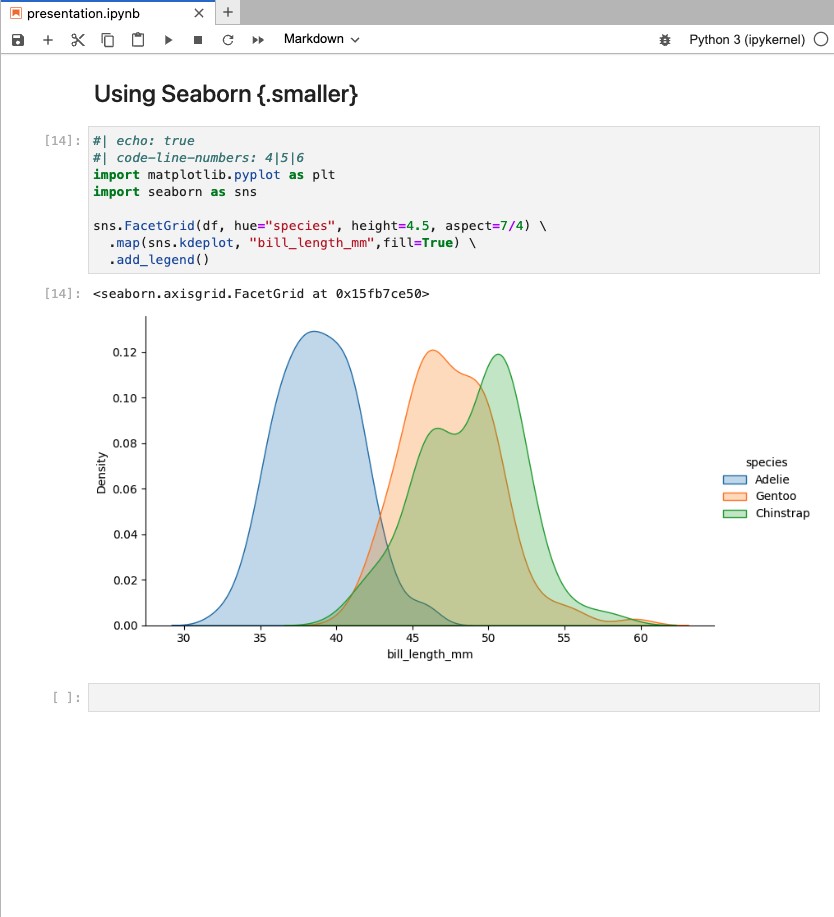 presentation.ipynb
Markdown
Python 3 (ipykernel)
Using Seaborn {.smaller}
[14]:
#| echo: true
#| code-line-numbers: 4|5|6
import matplotlib.pyplot as plt
import seaborn as sns
sns.FacetGrid(df, hue="species", height=4.5, aspect=7/4) \
  .map(sns.kdeplot, "bill_length_mm",fill=True) \
  .add_legend()
[14]:
<seaborn.axisgrid.FacetGrid at 0x15fb7ce50>
0.12
0.10
0.08
0.06
0.04
0.02
0.00
Density
30 35 40 45 50 55 60
bill_length_mm
species
Adelie
Gentoo
Chinstrap
[ ]: